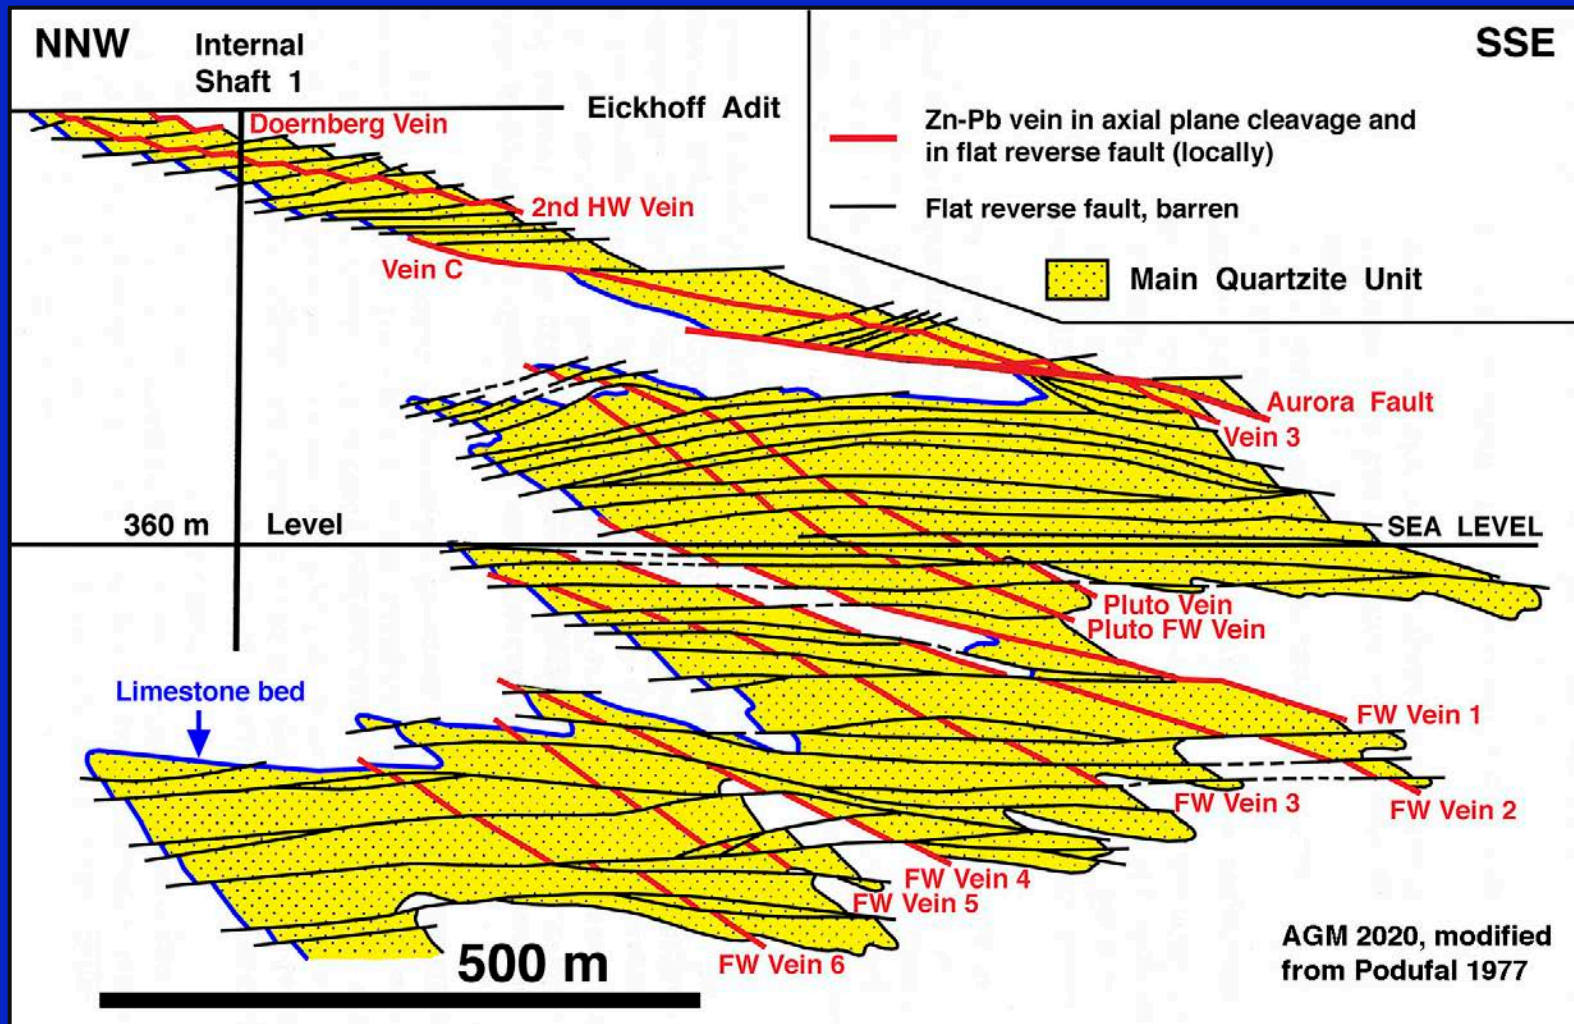 NNW
Internal
Shaft 1
SSE
Eickhoff Adit
Doernberg Vein
Zn-Pb vein in axial plane cleavage and
in flat reverse fault (locally)
2nd HW Vein
Flat reverse fault, barren
Vein C
Main Quartzite Unit
Aurora Fault
Vein 3
360 m Level
SEA LEVEL
Pluto Vein
Pluto FW Vein
Limestone bed
FW Vein 1
FW Vein 3
FW Vein 2
FW Vein 4
FW Vein 5
FW Vein 6
500 m
AGM 2020, modified
from Podufal 1977